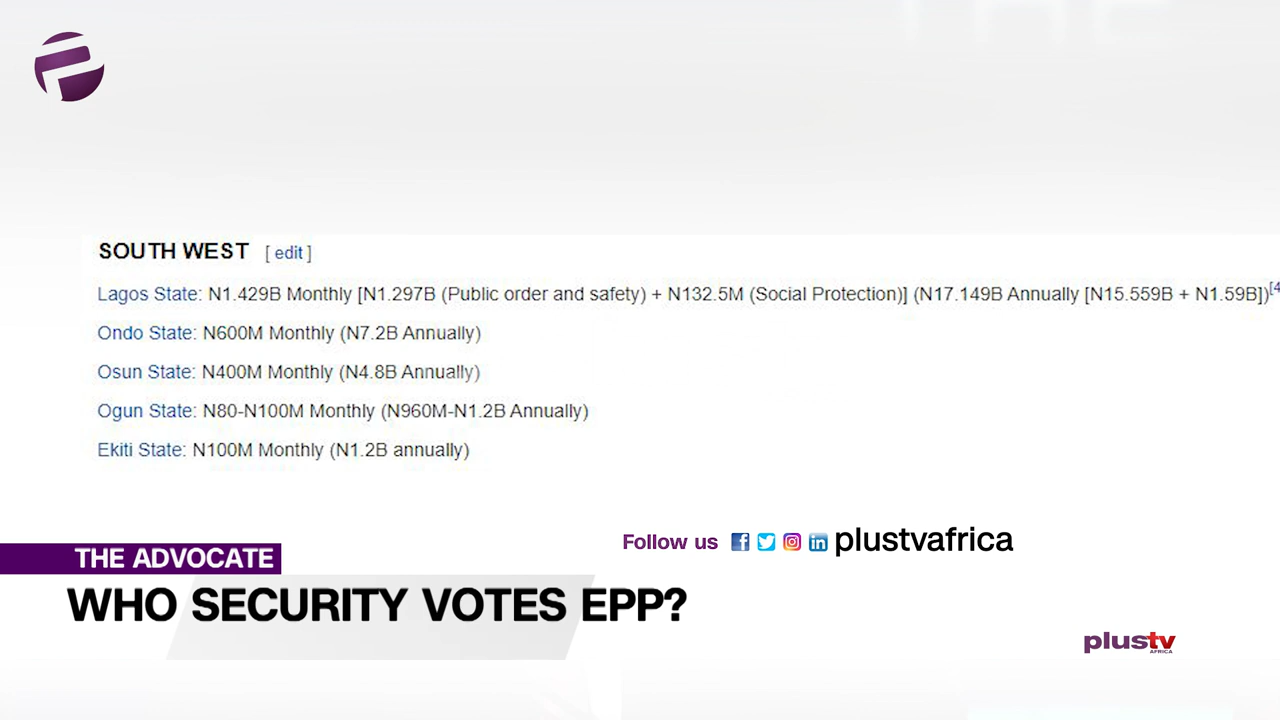 SOUTH WEST [ edit ]
Lagos State: N1.429B Monthly [N1.297B (Public order and safety) + N132.5M (Social Protection)] (N17.149B Annually [N15.559B + N1.59B])[4
Ondo State: N600M Monthly (N7.2B Annually)
Osun State: N400M Monthly (N4.8B Annually)
Ogun State: N80-N100M Monthly (N960M-N1.2B Annually)
Ekiti State: N100M Monthly (N1.2B annually)
Follow us plustvafrica
THE ADVOCATE
WHO SECURITY VOTES EPP?
plustv
AFRICA